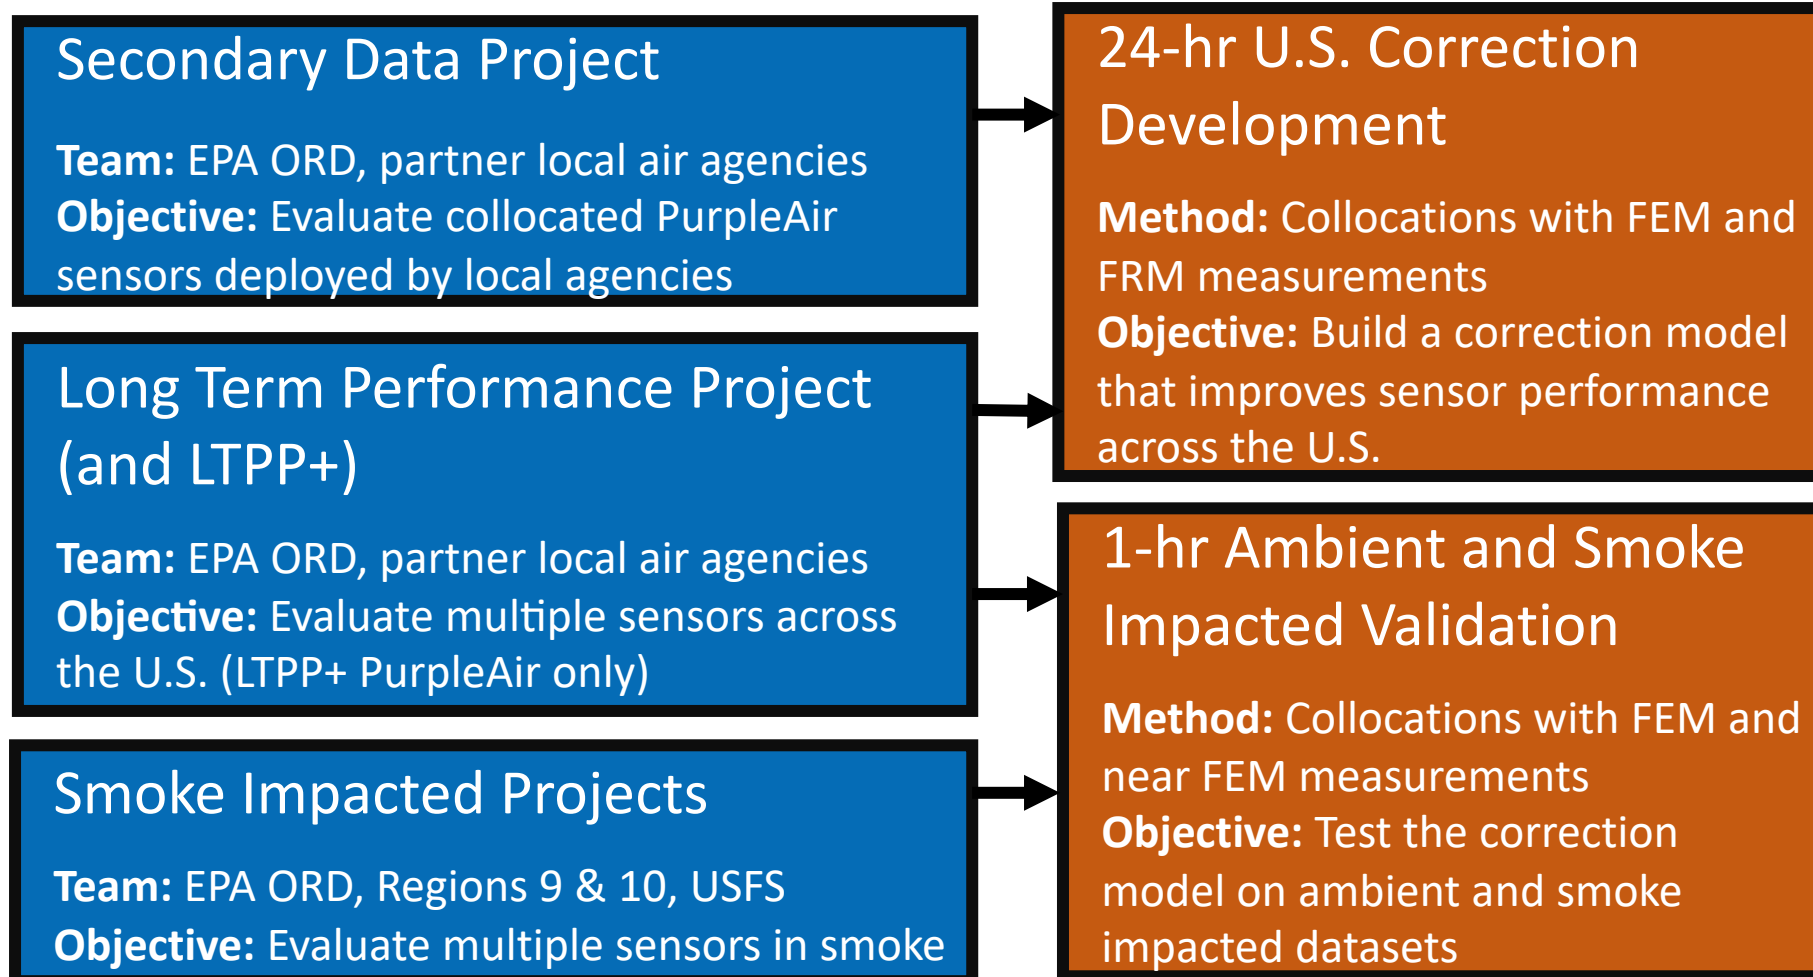 Secondary Data Project
Team: EPA ORD, partner local air agencies
Objective: Evaluate collocated PurpleAir
sensors deployed by local agencies
Long Term Performance Project
(and LTPP+)
Team: EPA ORD, partner local air agencies
Objective: Evaluate multiple sensors across
the U.S. (LTPP+ PurpleAir only)
Smoke Impacted Projects
Team: EPA ORD, Regions 9 & 10, USFS
Objective: Evaluate multiple sensors in smoke
24-hr U.S. Correction
Development
Method: Collocations with FEM and
FRM measurements
Objective: Build a correction model
that improves sensor performance
across the U.S.
1-hr Ambient and Smoke
Impacted Validation
Method: Collocations with FEM and
near FEM measurements
Objective: Test the correction
model on ambient and smoke
impacted datasets